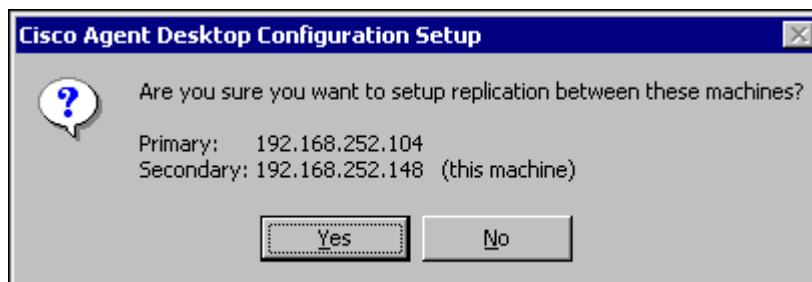 Cisco Agent Desktop Configuration Setup
Are you sure you want to setup replication between these machines?
Primary: 192.168.252.104
Secondary: 192.168.252.148 (this machine)
Yes No